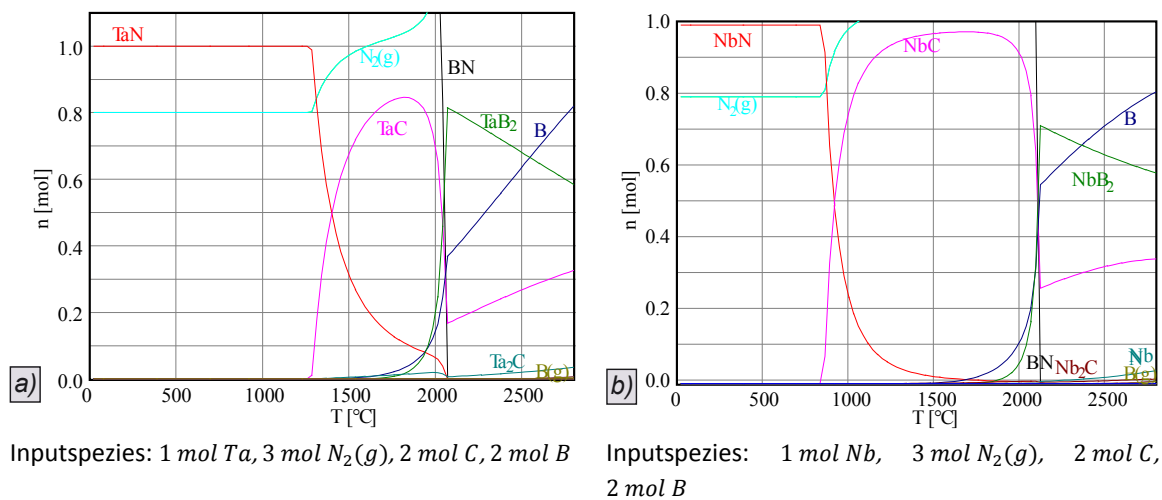 TaN
N₂(g)
TaC
BN
TaB₂
B
Ta₂C
B(g)
1.0
0.8
0.6
0.4
0.2
0.0
n [mol]
500
1000
1500
2000
2500
T [°C]
a)
Inputspezies: 1 mol Ta, 3 mol N₂(g), 2 mol C, 2 mol B
NbN
N₂(g)
NbC
B
NbB₂
BN
Nb₂C
Nb
B(g)
1.0
0.8
0.6
0.4
0.2
0.0
n [mol]
500
1000
1500
2000
2500
T [°C]
b)
Inputspezies: 1 mol Nb, 3 mol N₂(g), 2 mol C,
2 mol B